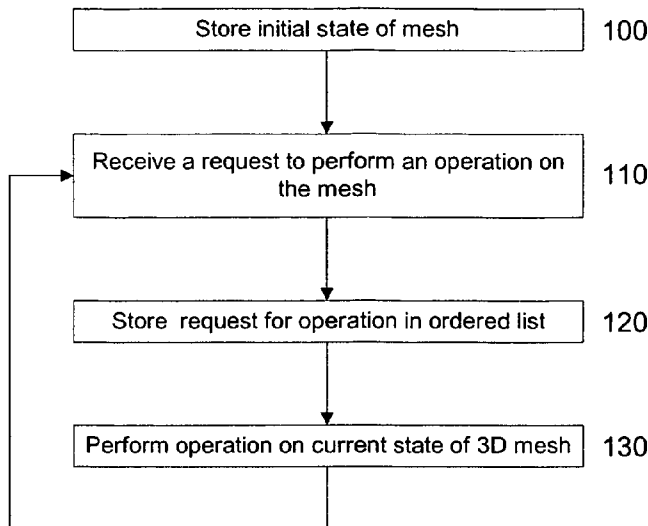 Store initial state of mesh 100
Receive a request to perform an operation on
the mesh
110
Store request for operation in ordered list 120
Perform operation on current state of 3D mesh 130